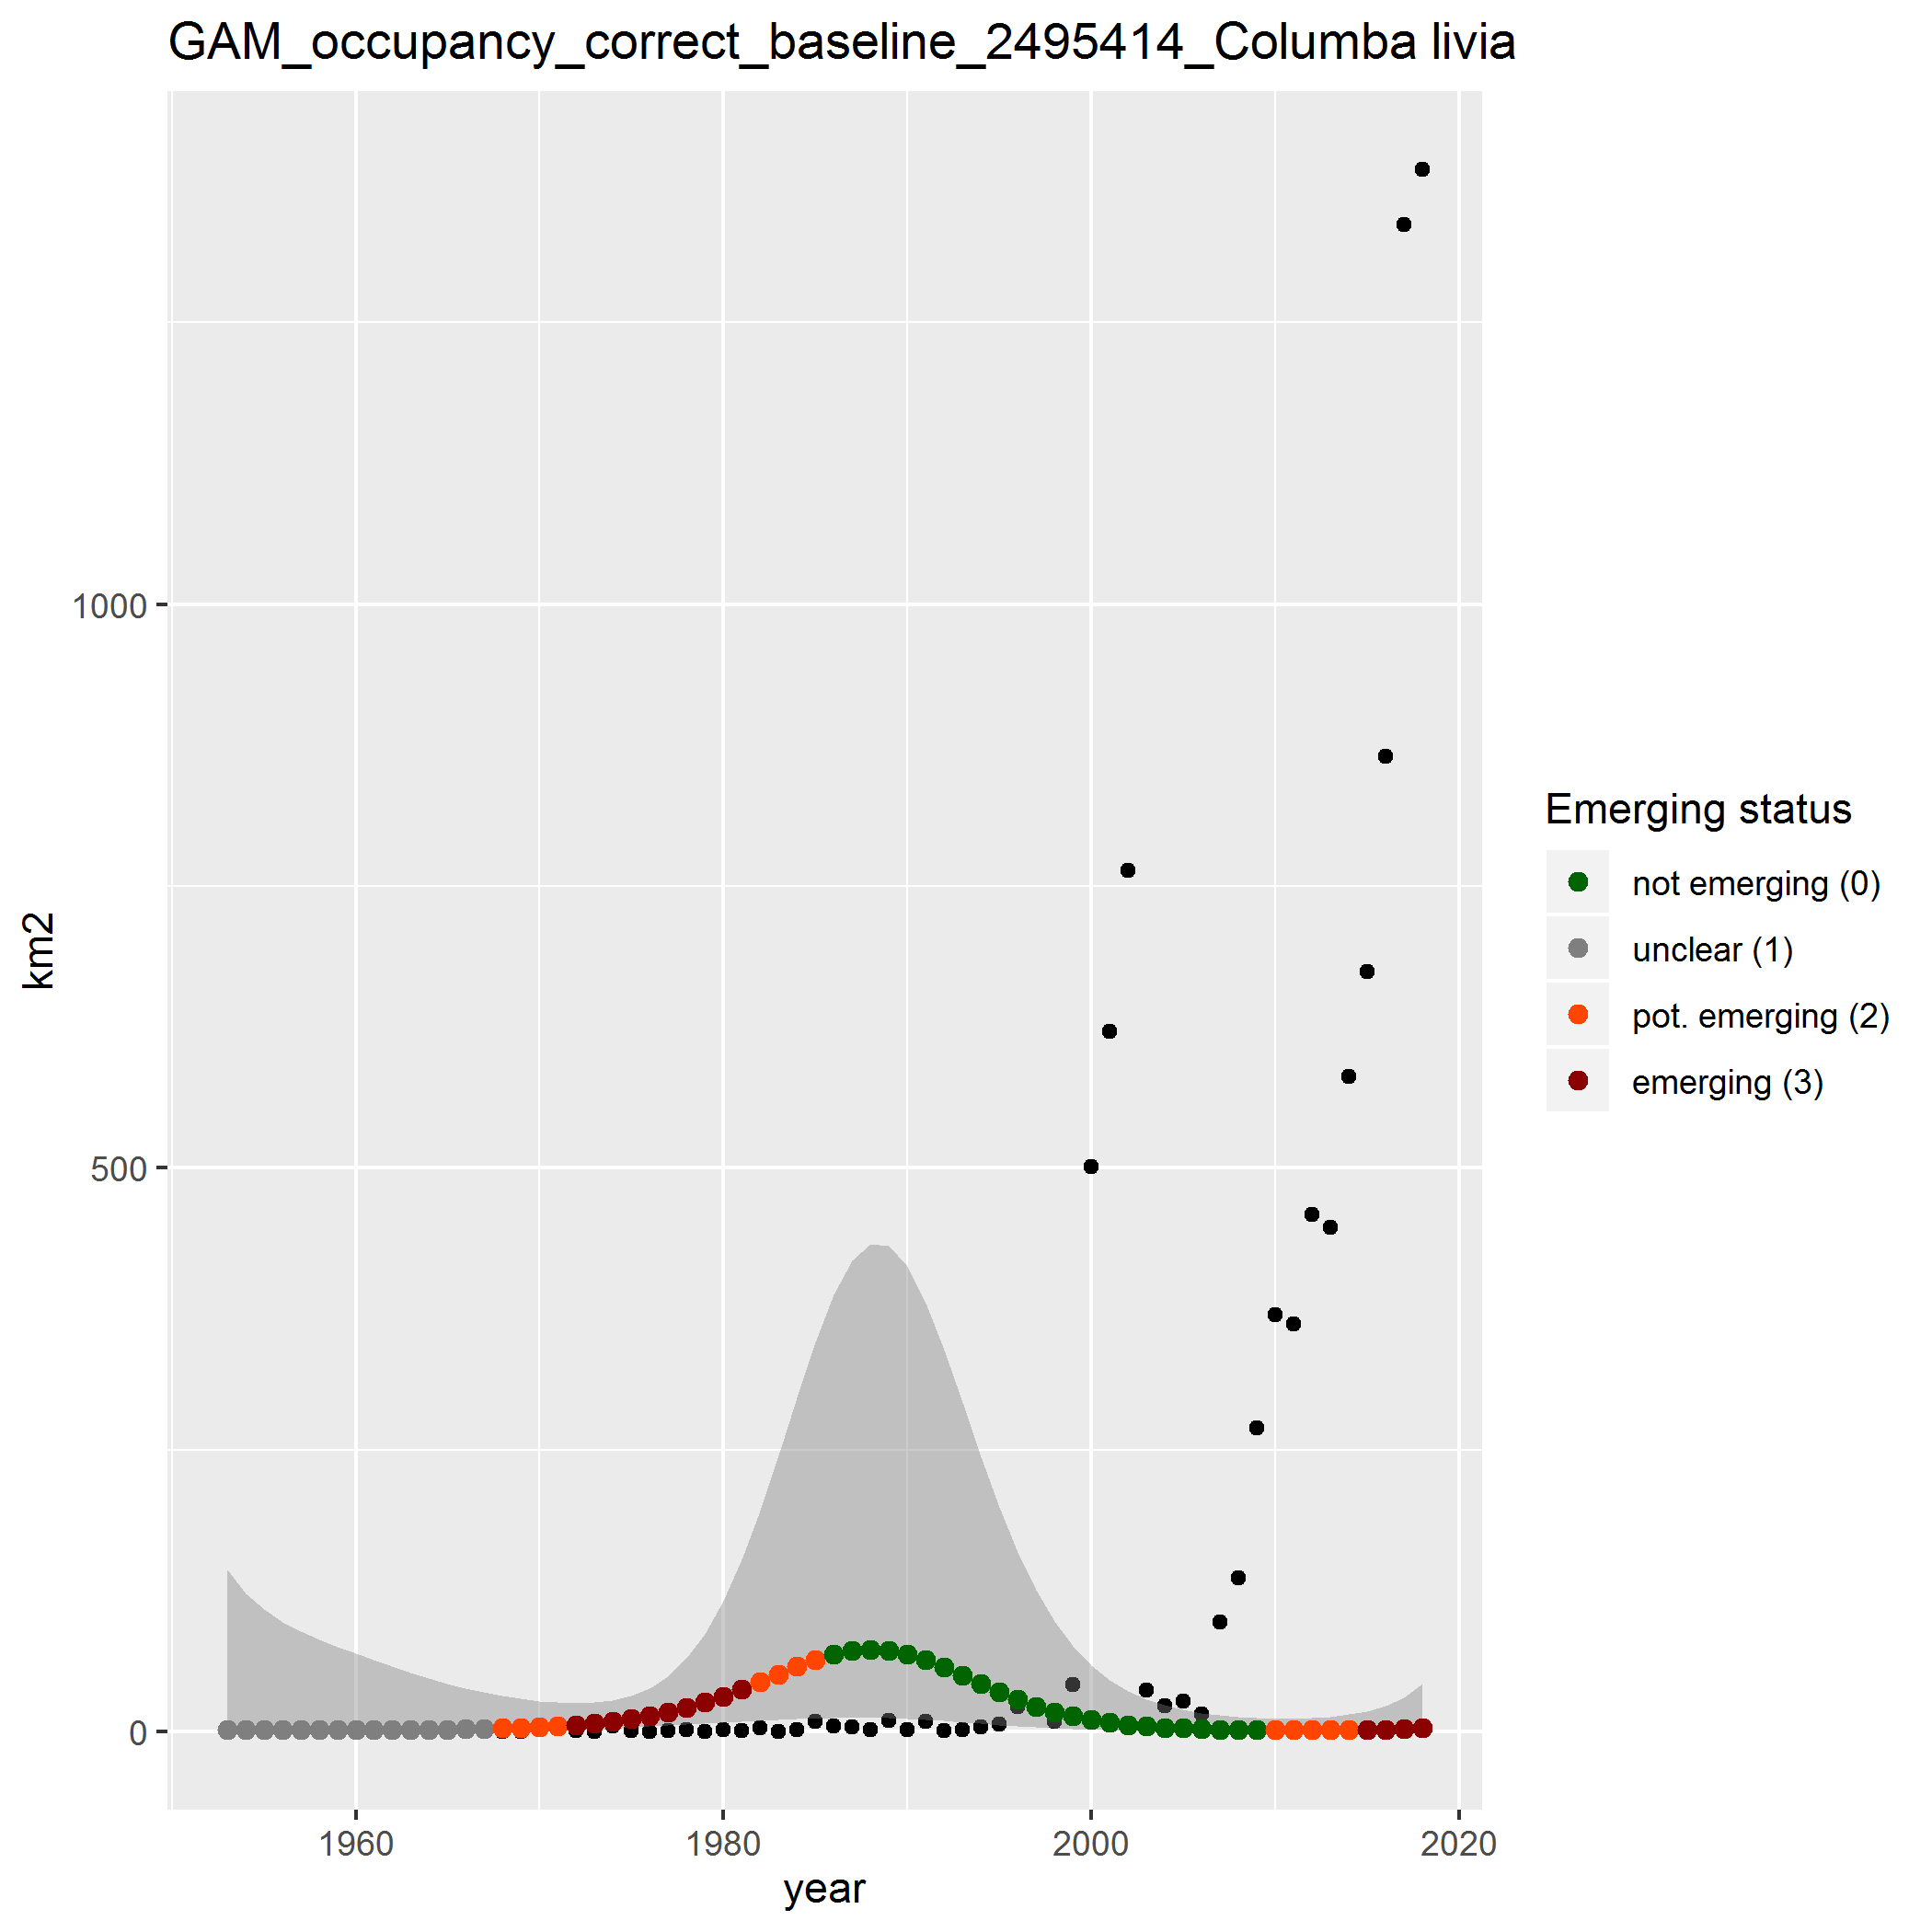 GAM_occupancy_correct_baseline_2495414_Columba livia
1000
500
0
km2
1960
1980
2000
2020
year
Emerging status
not emerging (0)
unclear (1)
pot. emerging (2)
emerging (3)